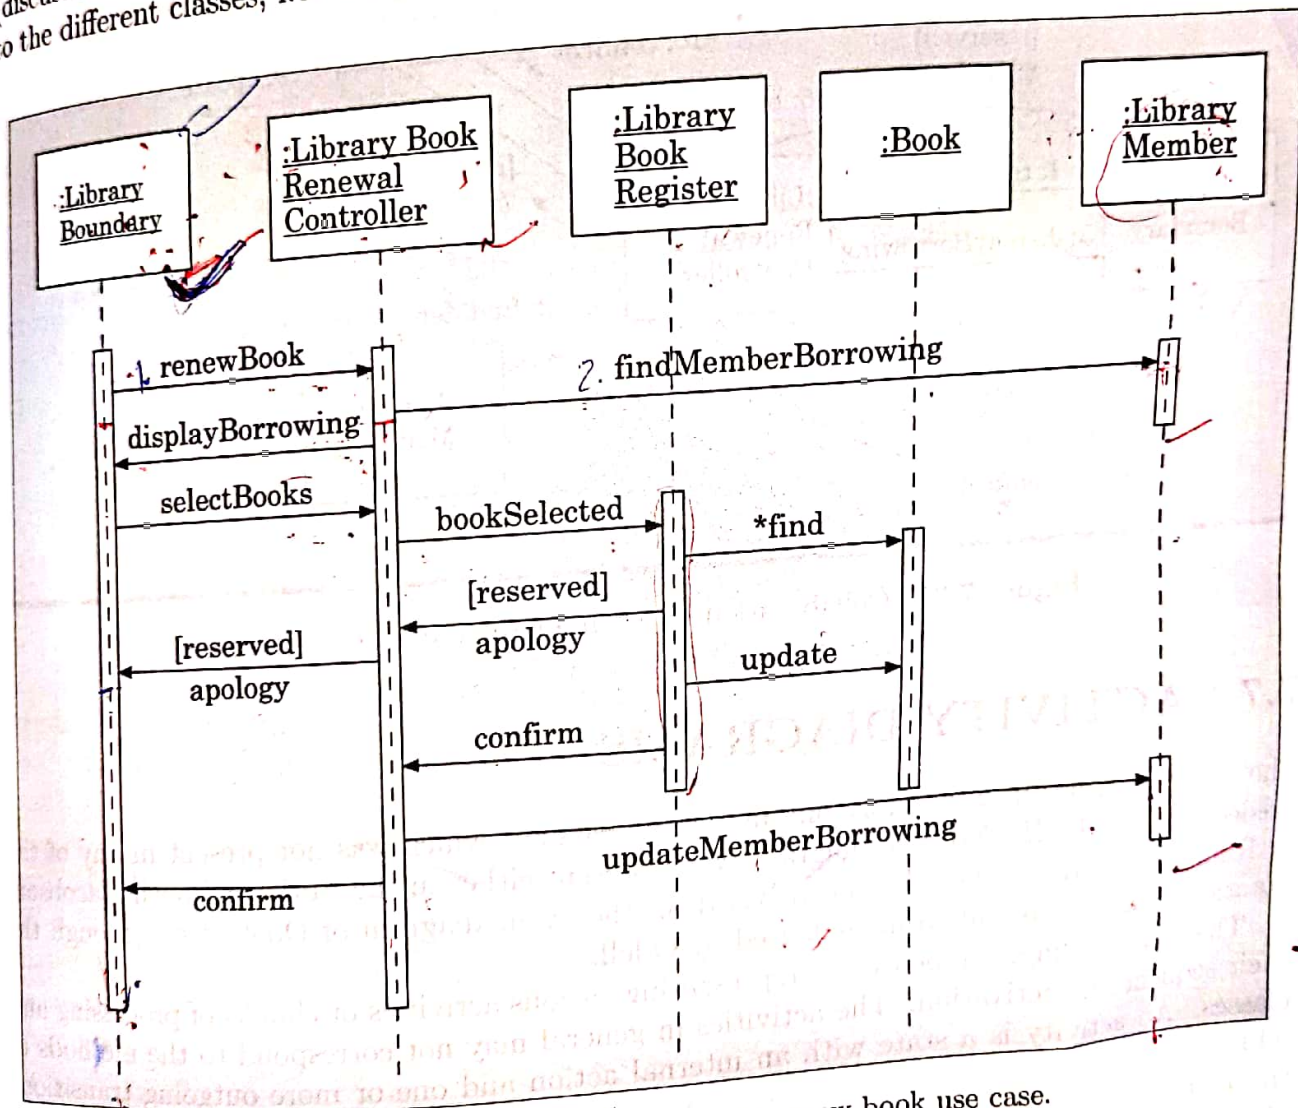 to the different classes,
:Library
Boundary
:Library Book
Renewal
Controller
:Library
Book
Register
:Book
:Library
Member
1 renewBook
2. findMemberBorrowing
displayBorrowing
selectBooks
bookSelected
*find
[reserved]
apology
[reserved]
apology
update
confirm
updateMemberBorrowing
confirm
book use case.